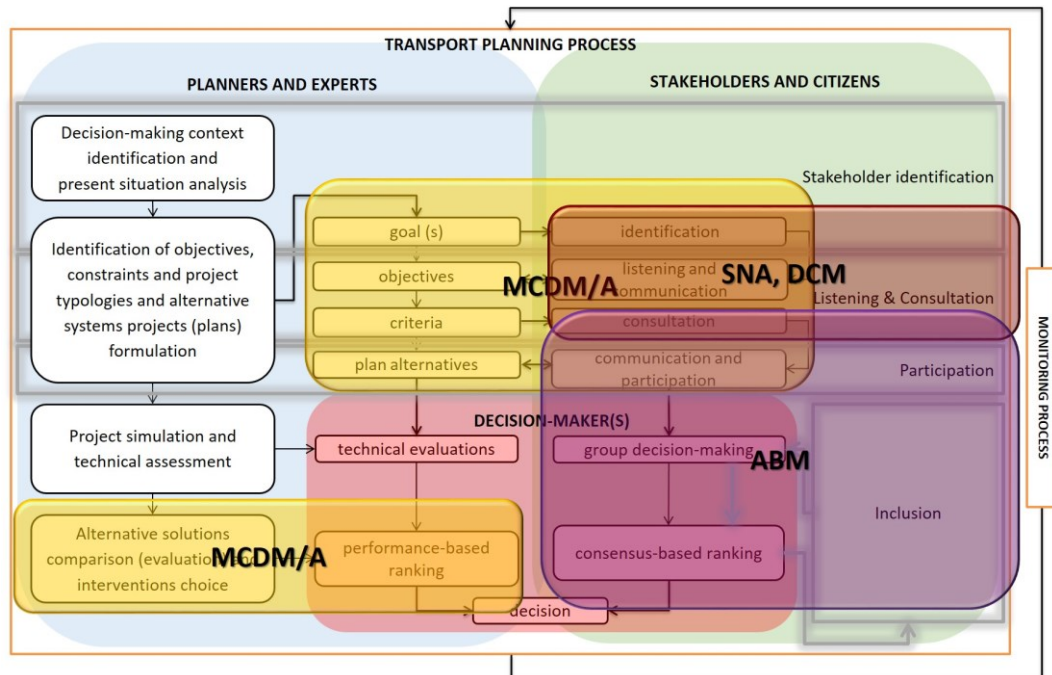 TRANSPORT PLANNING PROCESS
PLANNERS AND EXPERTS
STAKEHOLDERS AND CITIZENS
Decision-making context
identification and
present situation analysis
Stakeholder identification
goal (s)
identification
Identification of objectives,
constraints and project
typologies and alternative
systems projects (plans)
formulation
objectives
listening and
communication
MCDM/A
SNA, DCM
Listening & Consultation
criteria
consultation
plan alternatives
communication and
participation
Participation
MONITORING PROCESS
DECISION-MAKER(S)
Project simulation and
technical assessment
technical evaluations
group decision-making
ABM
Inclusion
Alternative solutions
comparison (evaluation) and
interventions choice
MCDM/A
performance-based
ranking
consensus-based ranking
decision